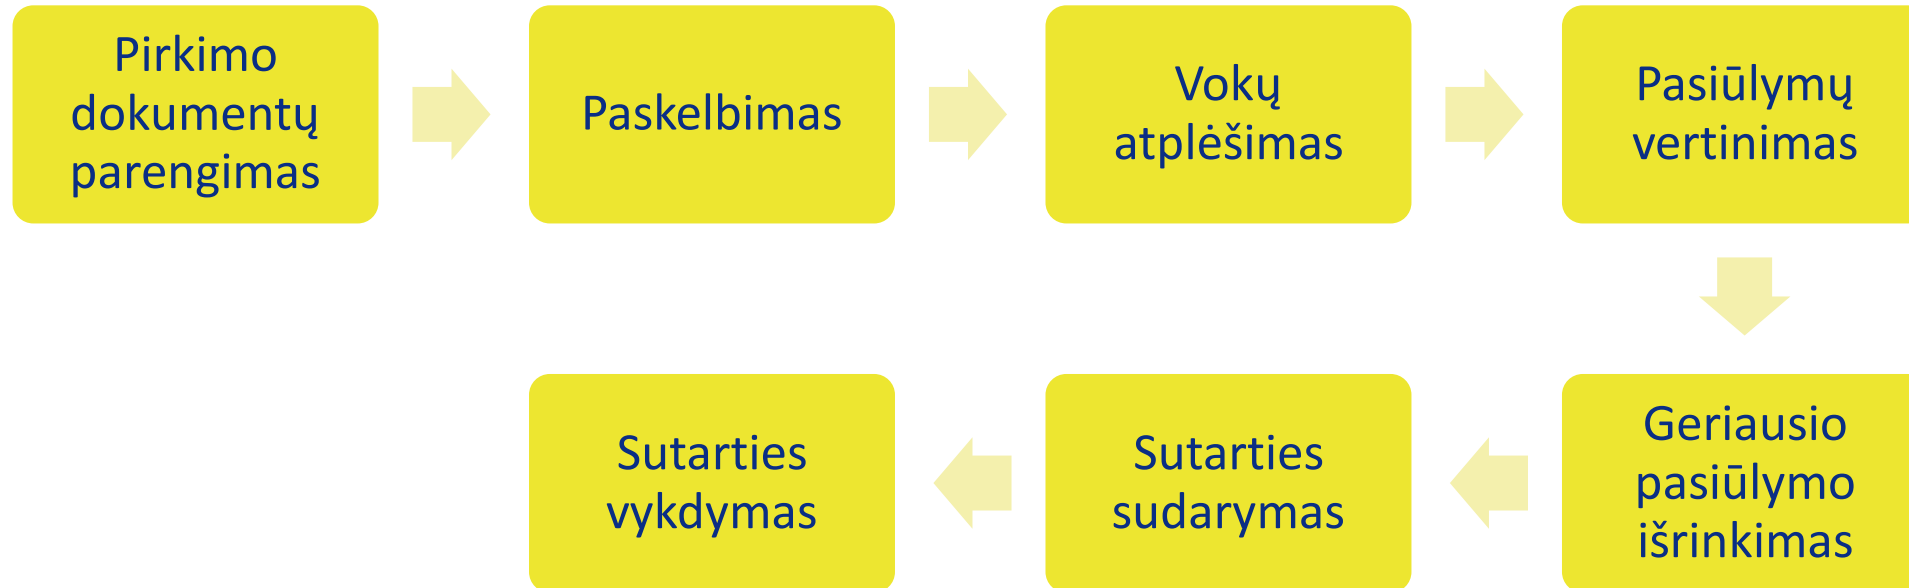 Pirkimo
dokumentų
parengimas
Paskelbimas
Vokų
atplėšimas
Pasiūlymų
vertinimas
Geriausio
pasiūlymo
išrinkimas
Sutarties
sudarymas
Sutarties
vykdymas